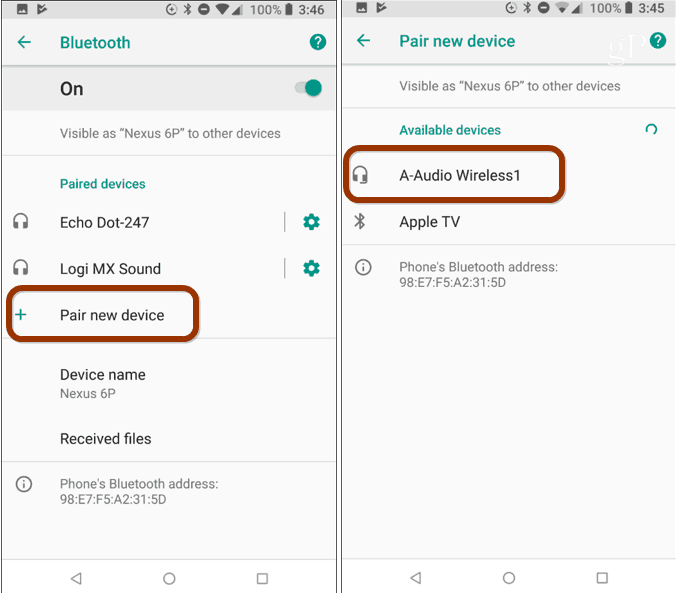 100% 3:46
Bluetooth
On
Visible as “Nexus 6P” to other devices
Paired devices
Echo Dot-247
Logi MX Sound
Pair new device
Device name
Nexus 6P
Received files
Phone's Bluetooth address:
98:E7:F5:A2:31:5D
100% 3:45
Pair new device
gP
Visible as “Nexus 6P” to other devices
Available devices
A-Audio Wireless1
Apple TV
Phone's Bluetooth address:
98:E7:F5:A2:31:5D